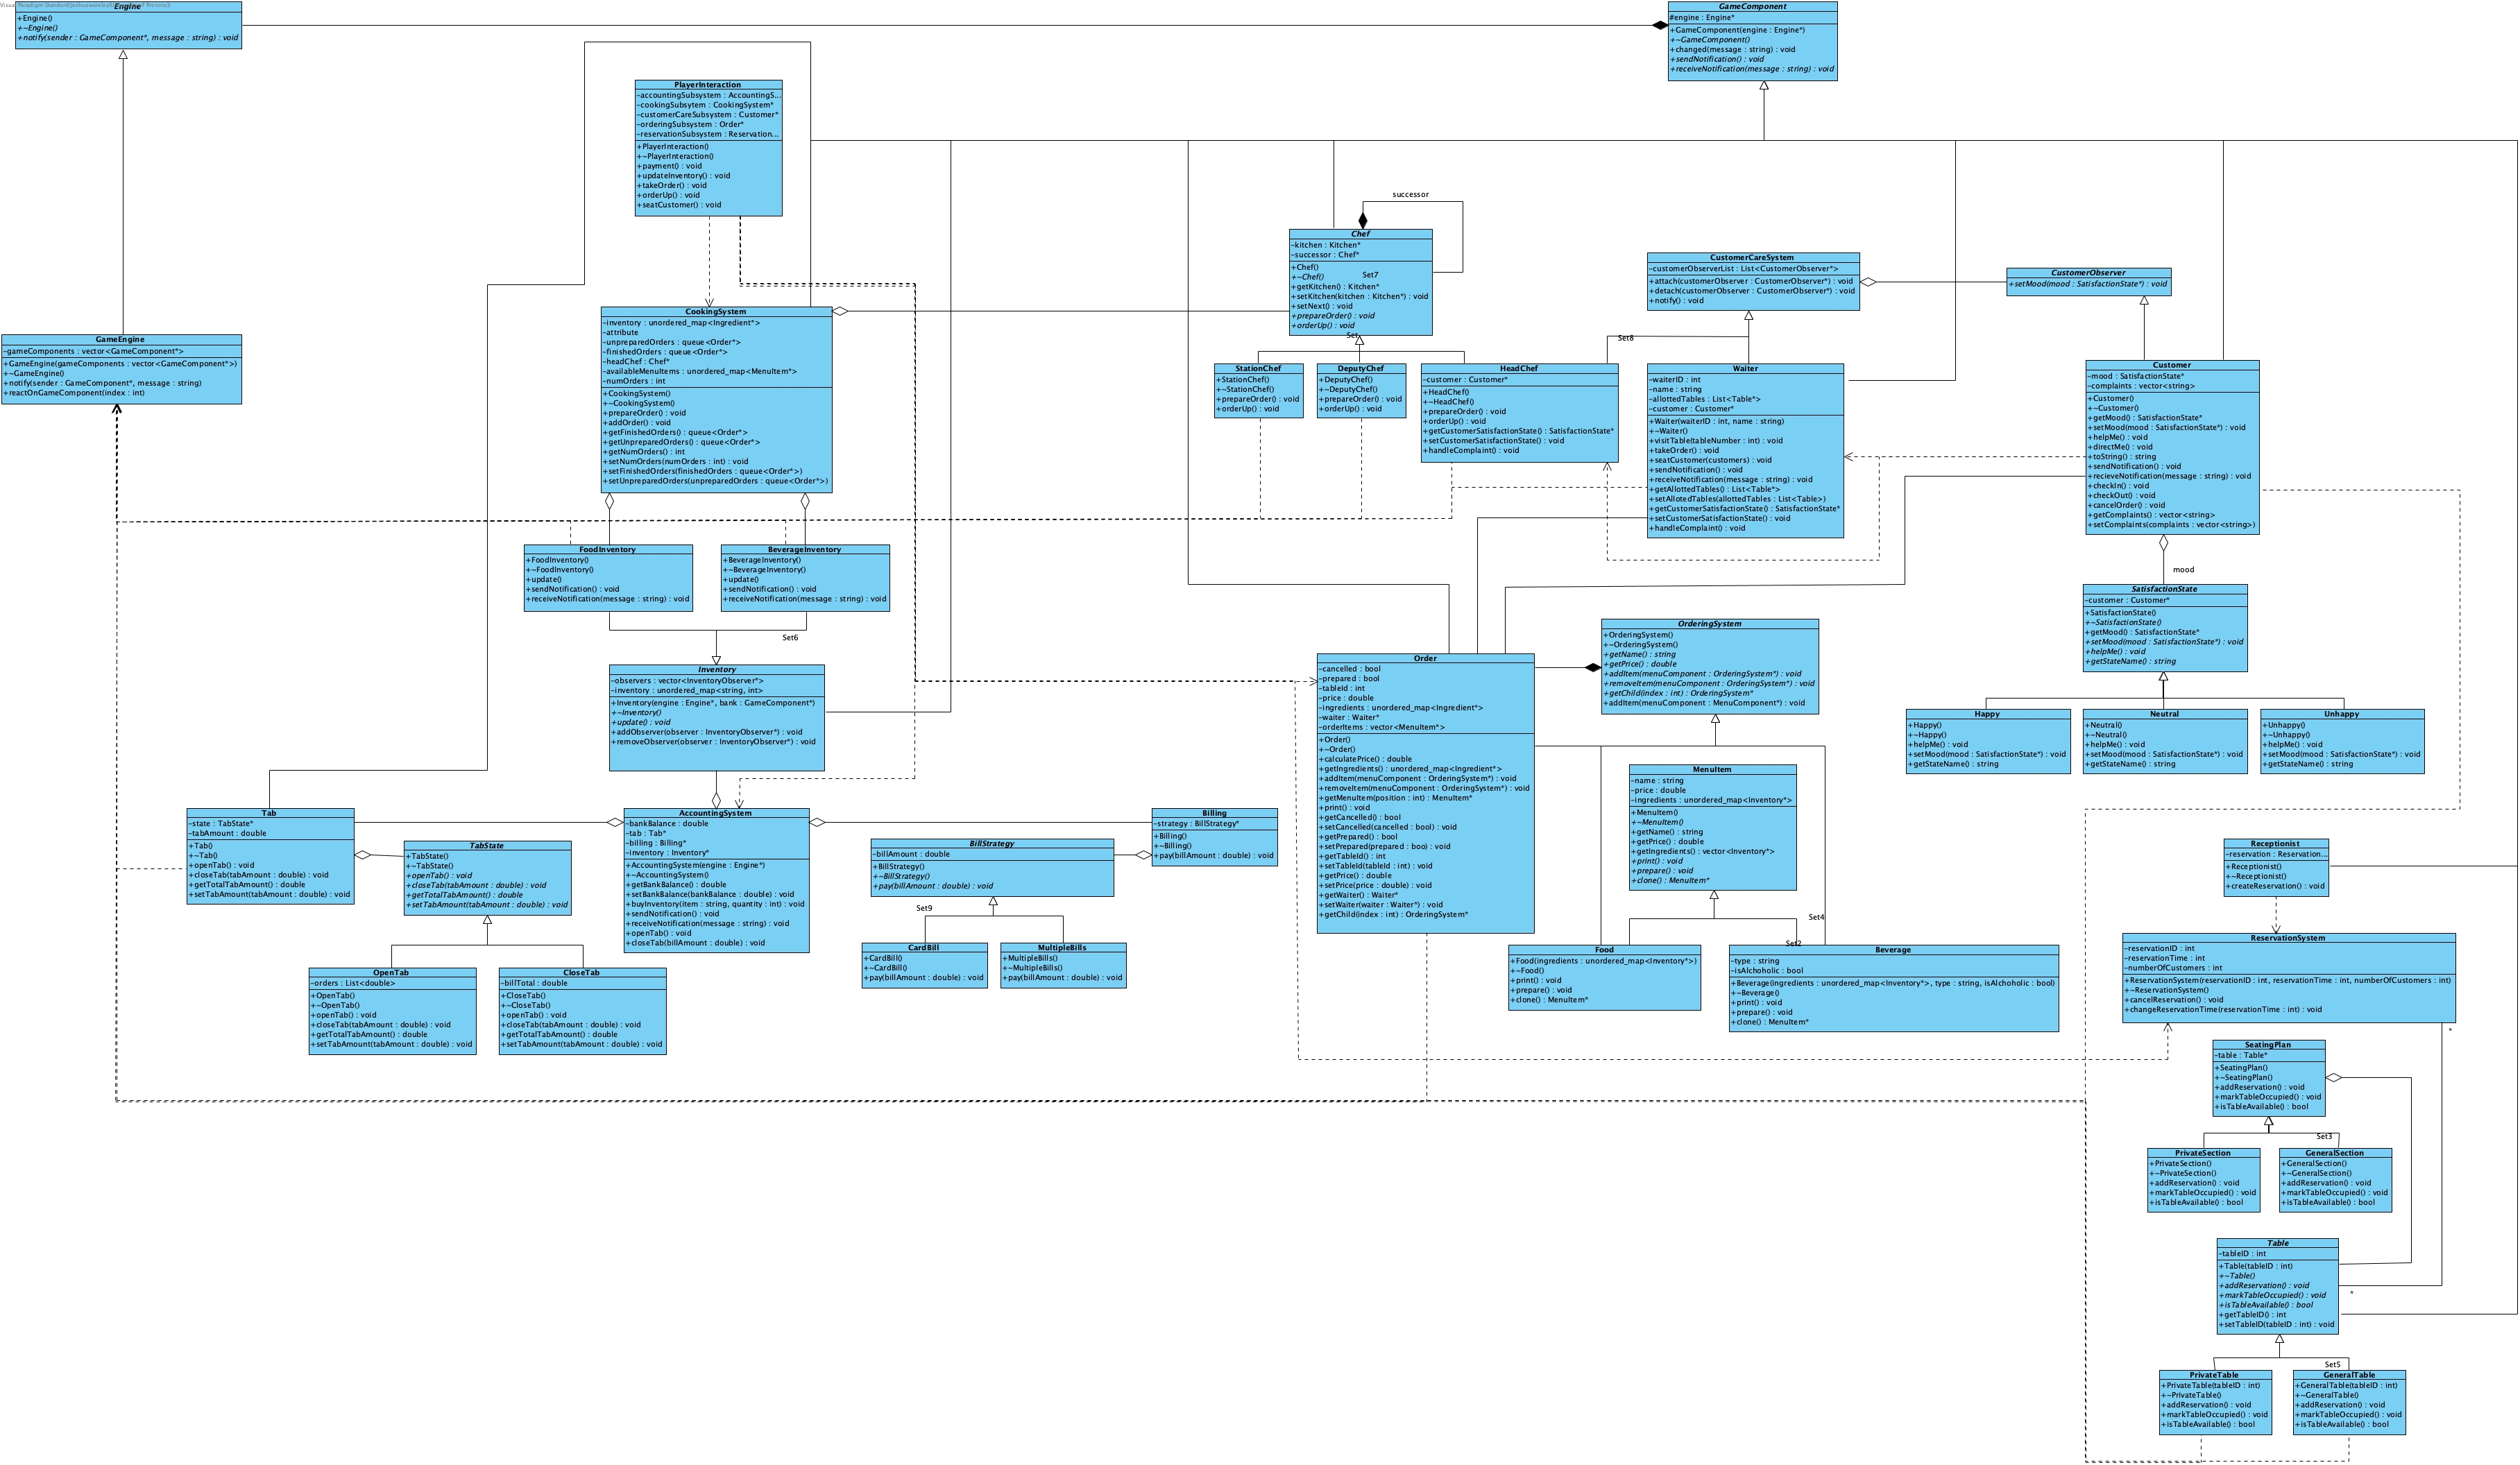 Engine
+Engine()
+~Engine()
+notify(sender : GameComponent*, message : string) : void
GameComponent
#engine : Engine*
+GameComponent(engine : Engine*)
+~GameComponent()
+changed(message : string) : void
+sendNotification() : void
+receiveNotification(message : string) : void
PlayerInteraction
-accountingSubsystem : AccountingS...
-cookingSubsytem : CookingSystem*
-customerCareSubsystem : Customer*
-orderingSubsystem : Order*
-reservationSubsystem : Reservation...
+PlayerInteraction()
+~PlayerInteraction()
+payment() : void
+updateInventory() : void
+takeOrder() : void
+orderUp() : void
+seatCustomer() : void
successor
Chef
-kitchen : Kitchen*
-successor : Chef*
+Chef()
+~Chef()
+getKitchen() : Kitchen*
+setKitchen(kitchen : Kitchen*) : void
+setNext() : void
+prepareOrder() : void
+orderUp() : void
Set7
Set
CustomerCareSystem
-customerObserverList : List<CustomerObserver*>
+attach(customerObserver : CustomerObserver*) : void
+detach(customerObserver : CustomerObserver*) : void
+notify() : void
CustomerObserver
+setMood(mood : SatisfactionState*) : void
GameEngine
-gameComponents : vector<GameComponent*>
+GameEngine(gameComponents : vector<GameComponent*>)
+~GameEngine()
+notify(sender : GameComponent*, message : string)
+reactOnGameComponent(index : int)
CookingSystem
-inventory : unordered_map<Ingredient*>
-attribute
-unpreparedOrders : queue<Order*>
-finishedOrders : queue<Order*>
-headChef : Chef*
-availableMenuItems : unordered_map<MenuItem*>
-numOrders : int
+CookingSystem()
+~CookingSystem()
+prepareOrder() : void
+addOrder() : void
+getFinishedOrders() : queue<Order*>
+getUnpreparedOrders() : queue<Order*>
+getNumOrders() : int
+setNumOrders(numOrders : int) : void
+setFinishedOrders(finishedOrders : queue<Order*>)
+setUnpreparedOrders(unpreparedOrders : queue<Order*>)
StationChef
+StationChef()
+~StationChef()
+prepareOrder() : void
+orderUp() : void
DeputyChef
+DeputyChef()
+~DeputyChef()
+prepareOrder() : void
+orderUp() : void
HeadChef
-customer : Customer*
+HeadChef()
+~HeadChef()
+prepareOrder() : void
+orderUp() : void
+getCustomerSatisfactionState() : SatisfactionState*
+setCustomerSatisfactionState() : void
+handleComplaint() : void
Set8
Waiter
-waiterID : int
-name : string
-allottedTables : List<Table*>
-customer : Customer*
+Waiter(waiterID : int, name : string)
+~Waiter()
+visitTable(tableNumber : int) : void
+takeOrder() : void
+seatCustomer(customers) : void
+sendNotification() : void
+receiveNotification(message : string) : void
+getAllottedTables() : List<Table*>
+setAllotedTables(allottedTables : List<Table>)
+getCustomerSatisfactionState() : SatisfactionState*
+setCustomerSatisfactionState() : void
+handleComplaint() : void
Customer
-mood : SatisfactionState*
-complaints : vector<string>
+Customer()
+~Customer()
+getMood() : SatisfactionState*
+setMood(mood : SatisfactionState*) : void
+helpMe() : void
+directMe() : void
+toString() : string
+sendNotification() : void
+recieveNotification(message : string) : void
+checkIn() : void
+checkOut() : void
+cancelOrder() : void
+getComplaints() : vector<string>
+setComplaints(complaints : vector<string>)
mood
FoodInventory
+FoodInventory()
+~FoodInventory()
+update()
+sendNotification() : void
+receiveNotification(message : string) : void
BeverageInventory
+BeverageInventory()
+~BeverageInventory()
+update()
+sendNotification() : void
+receiveNotification(message : string) : void
Set6
Inventory
-observers : vector<InventoryObserver*>
-inventory : unordered_map<string, int>
+Inventory(engine : Engine*, bank : GameComponent*)
+~Inventory()
+update() : void
+addObserver(observer : InventoryObserver*) : void
+removeObserver(observer : InventoryObserver*) : void
SatisfactionState
-customer : Customer*
+SatisfactionState()
+~SatisfactionState()
+getMood() : SatisfactionState*
+setMood(mood : SatisfactionState*) : void
+helpMe() : void
+getStateName() : string
Happy
+Happy()
+~Happy()
+helpMe() : void
+setMood(mood : SatisfactionState*) : void
+getStateName() : string
Neutral
+Neutral()
+~Neutral()
+helpMe() : void
+setMood(mood : SatisfactionState*) : void
+getStateName() : string
Unhappy
+Unhappy()
+~Unhappy()
+helpMe() : void
+setMood(mood : SatisfactionState*) : void
+getStateName() : string
Order
-cancelled : bool
-prepared : bool
-tableId : int
-price : double
-ingredients : unordered_map<Ingredient*>
-waiter : Waiter*
-orderItems : vector<MenuItem*>
+Order()
+~Order()
+calculatePrice() : double
+getIngredients() : unordered_map<Ingredient*>
+addItem(menuComponent : OrderingSystem*) : void
+removeItem(menuComponent : OrderingSystem*) : void
+getMenuItem(position : int) : MenuItem*
+print() : void
+getCancelled() : bool
+setCancelled(cancelled : bool) : void
+getPrepared() : bool
+setPrepared(prepared : boo) : void
+getTableId() : int
+setTableId(tableId : int) : void
+getPrice() : double
+setPrice(price : double) : void
+getWaiter() : Waiter*
+setWaiter(waiter : Waiter*) : void
+getChild(index : int) : OrderingSystem*
OrderingSystem
+OrderingSystem()
+~OrderingSystem()
+getName() : string
+getPrice() : double
+addItem(menuComponent : OrderingSystem*) : void
+removeItem(menuComponent : OrderingSystem*) : void
+getChild(index : int) : OrderingSystem*
+addItem(menuComponent : MenuComponent*) : void
MenuItem
-name : string
-price : double
-ingredients : unordered_map<Inventory*>
+MenuItem()
+~MenuItem()
+getName() : string
+getPrice() : double
+getIngredients() : vector<Inventory*>
+print() : void
+prepare() : void
+clone() : MenuItem*
Set4
Set2
Food
+Food(ingredients : unordered_map<Inventory*>)
+~Food()
+print() : void
+prepare() : void
+clone() : MenuItem*
Beverage
-type : string
-isAlchoholic : bool
+Beverage(ingredients : unordered_map<Inventory*>, type : string, isAlchoholic : bool)
+~Beverage()
+print() : void
+prepare() : void
+clone() : MenuItem*
Tab
-state : TabState*
-tabAmount : double
+Tab()
+~Tab()
+openTab() : void
+closeTab(tabAmount : double) : void
+getTotalTabAmount() : double
+setTabAmount(tabAmount : double) : void
TabState
+TabState()
+~TabState()
+openTab() : void
+closeTab(tabAmount : double) : void
+getTotalTabAmount() : double
+setTabAmount(tabAmount : double) : void
OpenTab
-orders : List<double>
+OpenTab()
+~OpenTab()
+openTab() : void
+closeTab(tabAmount : double) : void
+getTotalTabAmount() : double
+setTabAmount(tabAmount : double) : void
CloseTab
-billTotal : double
+CloseTab()
+~CloseTab()
+openTab() : void
+closeTab(tabAmount : double) : void
+getTotalTabAmount() : double
+setTabAmount(tabAmount : double) : void
AccountingSystem
-bankBalance : double
-tab : Tab*
-billing : Billing*
-inventory : Inventory*
+AccountingSystem(engine : Engine*)
+~AccountingSystem()
+getBankBalance() : double
+setBankBalance(bankBalance : double) : void
+buyInventory(item : string, quantity : int) : void
+sendNotification() : void
+receiveNotification(message : string) : void
+openTab() : void
+closeTab(billAmount : double) : void
BillStrategy
-billAmount : double
+BillStrategy()
+~BillStrategy()
+pay(billAmount : double) : void
Billing
-strategy : BillStrategy*
+Billing()
~Billing()
+pay(billAmount : double) : void
Set9
CardBill
+CardBill()
+~CardBill()
+pay(billAmount : double) : void
MultipleBills
+MultipleBills()
+~MultipleBills()
+pay(billAmount : double) : void
Receptionist
-reservation : Reservation...
+Receptionist()
+~Receptionist()
+createReservation() : void
ReservationSystem
-reservationID : int
-reservationTime : int
-numberOfCustomers : int
+ReservationSystem(reservationID : int, reservationTime : int, numberOfCustomers : int)
+~ReservationSystem()
+cancelReservation() : void
+changeReservationTime(reservationTime : int) : void
*
SeatingPlan
-table : Table*
+SeatingPlan()
+~SeatingPlan()
+addReservation() : void
+markTableOccupied() : void
+isTableAvailable() : bool
Set3
PrivateSection
+PrivateSection()
+~PrivateSection()
+addReservation() : void
+markTableOccupied() : void
+isTableAvailable() : bool
GeneralSection
+GeneralSection()
+~GeneralSection()
+addReservation() : void
+markTableOccupied() : void
+isTableAvailable() : bool
Table
-tableID : int
+Table(tableID : int)
+~Table()
+addReservation() : void
+markTableOccupied() : void
+isTableAvailable() : bool
+getTableID() : int
+setTableID(tableID : int) : void
*
Set5
PrivateTable
+PrivateTable(tableID : int)
+~PrivateTable()
+addReservation() : void
+markTableOccupied() : void
+isTableAvailable() : bool
GeneralTable
+GeneralTable(tableID : int)
+~GeneralTable()
+addReservation() : void
+markTableOccupied() : void
+isTableAvailable() : bool